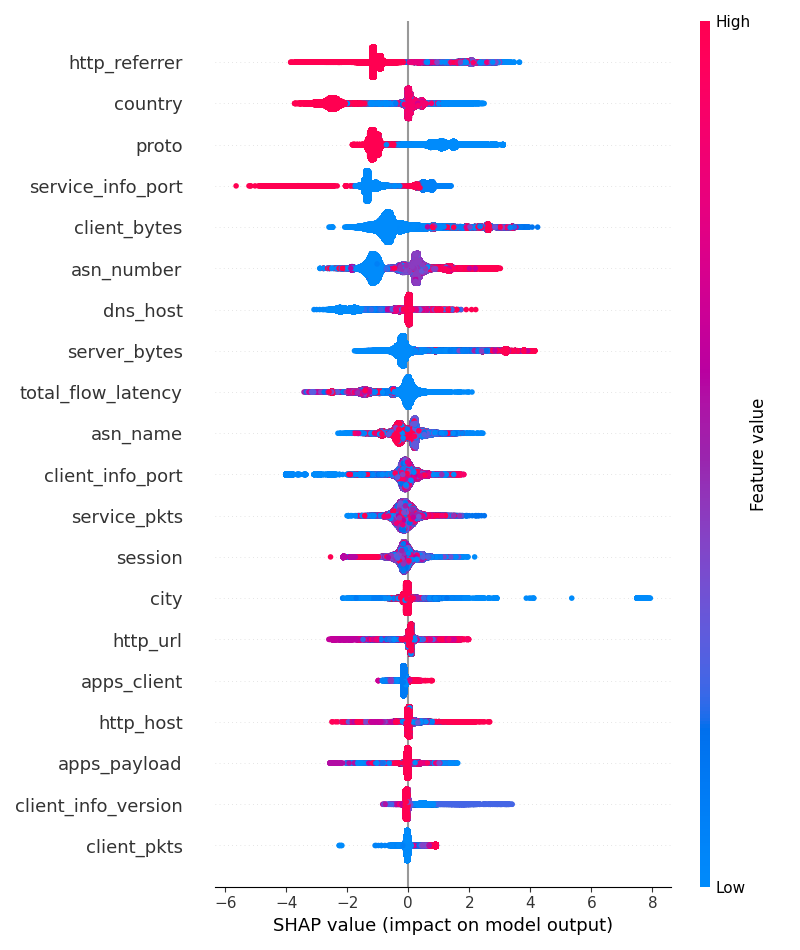 High
http_referrer
country
proto
service_info_port
client_bytes
asn_number
dns_host
server_bytes
total_flow_latency
asn_name
client_info_port
service_pkts
session
city
http_url
apps_client
http_host
apps_payload
client_info_version
client_pkts
Feature value
Low
−6 −4 −2 0 2 4 6 8
SHAP value (impact on model output)